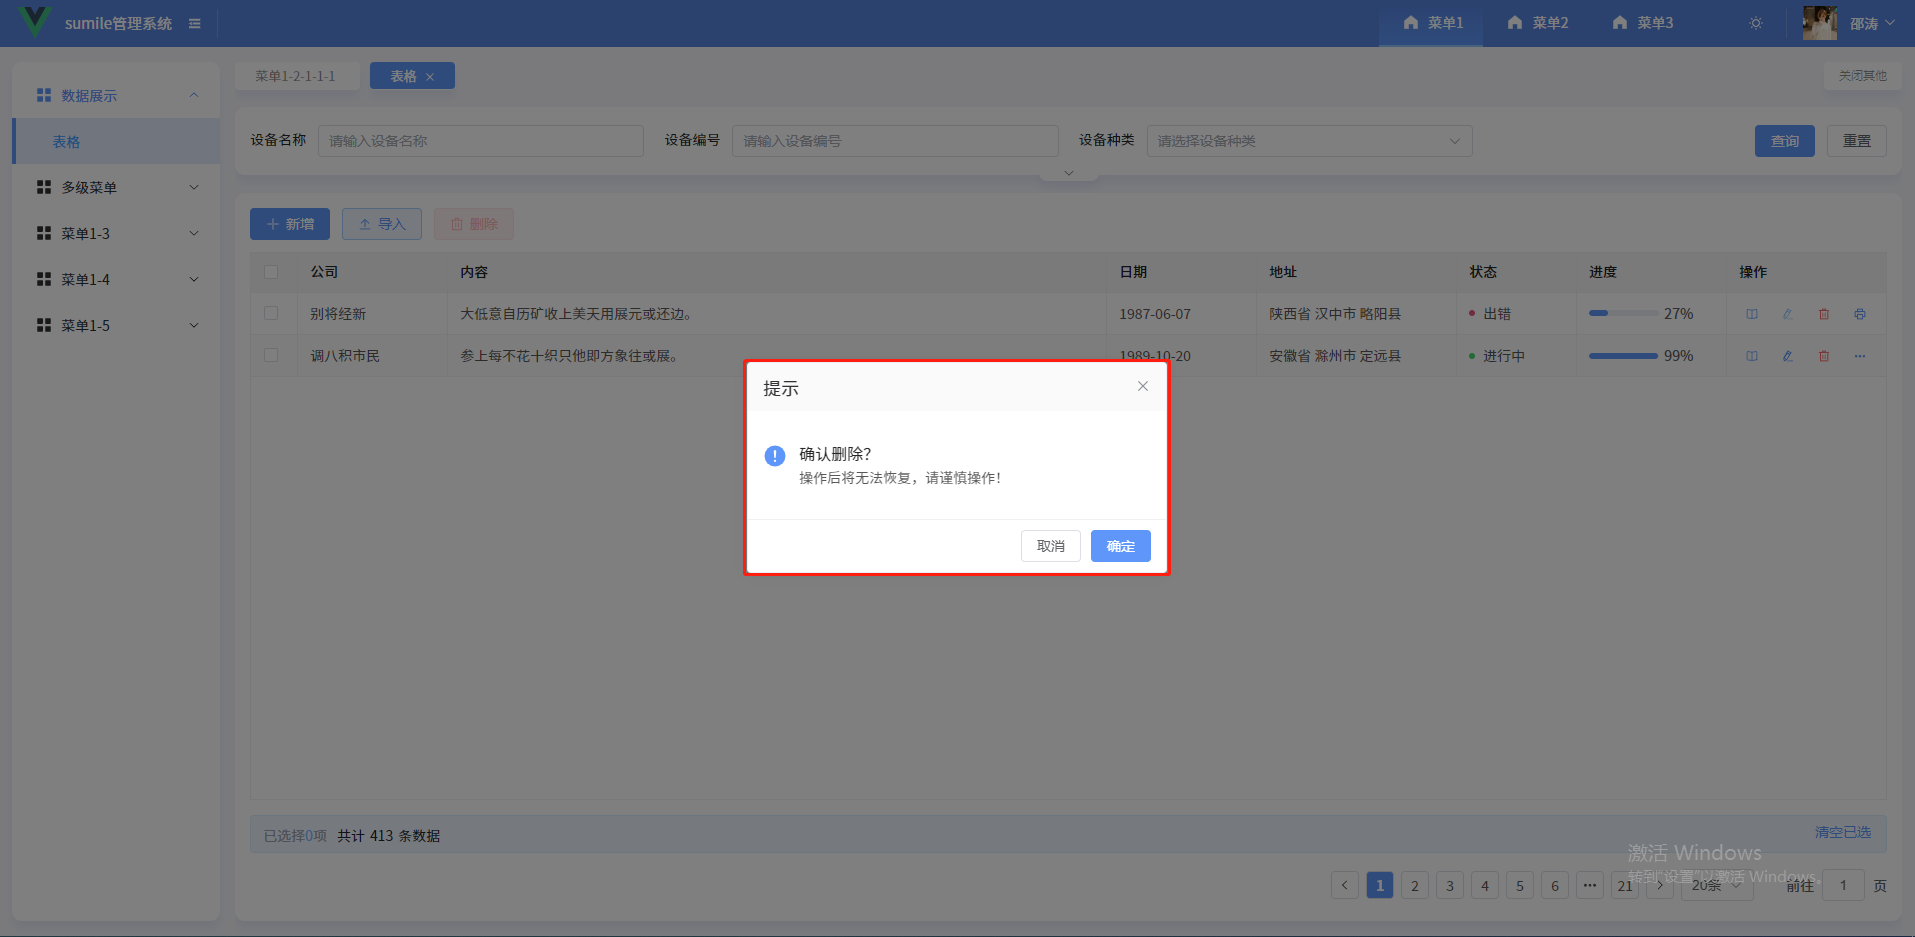 sumile管理系统
菜单1
菜单2
菜单3
邵涛
数据展示
表格
多级菜单
菜单1-3
菜单1-4
菜单1-5
菜单1-2-1-1-1
表格
关闭其他
设备名称 请输入设备名称
设备编号 请输入设备编号
设备种类 请选择设备种类
查询
重置
新增
导入
删除
公司 内容 日期 地址 状态 进度 操作
别将经新 大低意自历矿收上美天用展元或还边。 1987-06-07 陕西省 汉中市 略阳县 出错 27%
调八积市民 参上每不花十织只他即方象往或展。 1989-10-20 安徽省 滁州市 定远县 进行中 99%
提示
确认删除？
操作后将无法恢复，请谨慎操作！
取消
确定
已选择0项 共计 413 条数据
清空已选
激活 Windows
转到"设置"以激活 Windows。
1 2 3 4 5 6 ··· 21
20条
前往 1 页